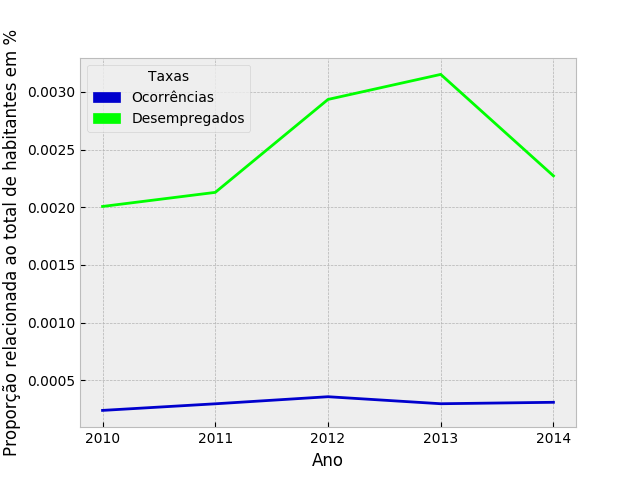 Proporção relacionada ao total de habitantes em %
Taxas
Ocorrências
Desempregados
0.0030
0.0025
0.0020
0.0015
0.0010
0.0005
2010 2011 2012 2013 2014
Ano